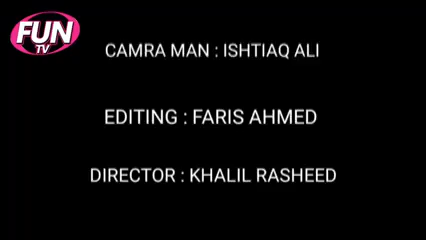 FUN
TV
CAMRA MAN : ISHTIAQ ALI
EDITING : FARIS AHMED
DIRECTOR : KHALIL RASHEED